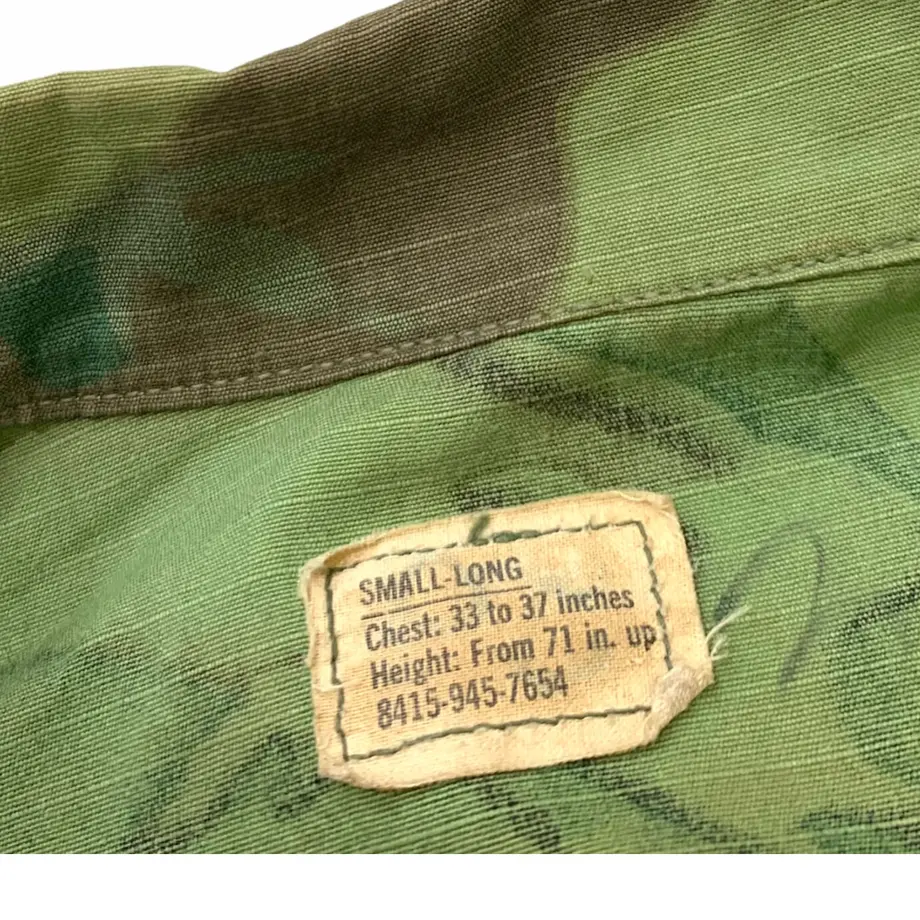 SMALL-LONG
Chest: 33 to 37 inches
Height: From 71 in. up
8415-945-7654